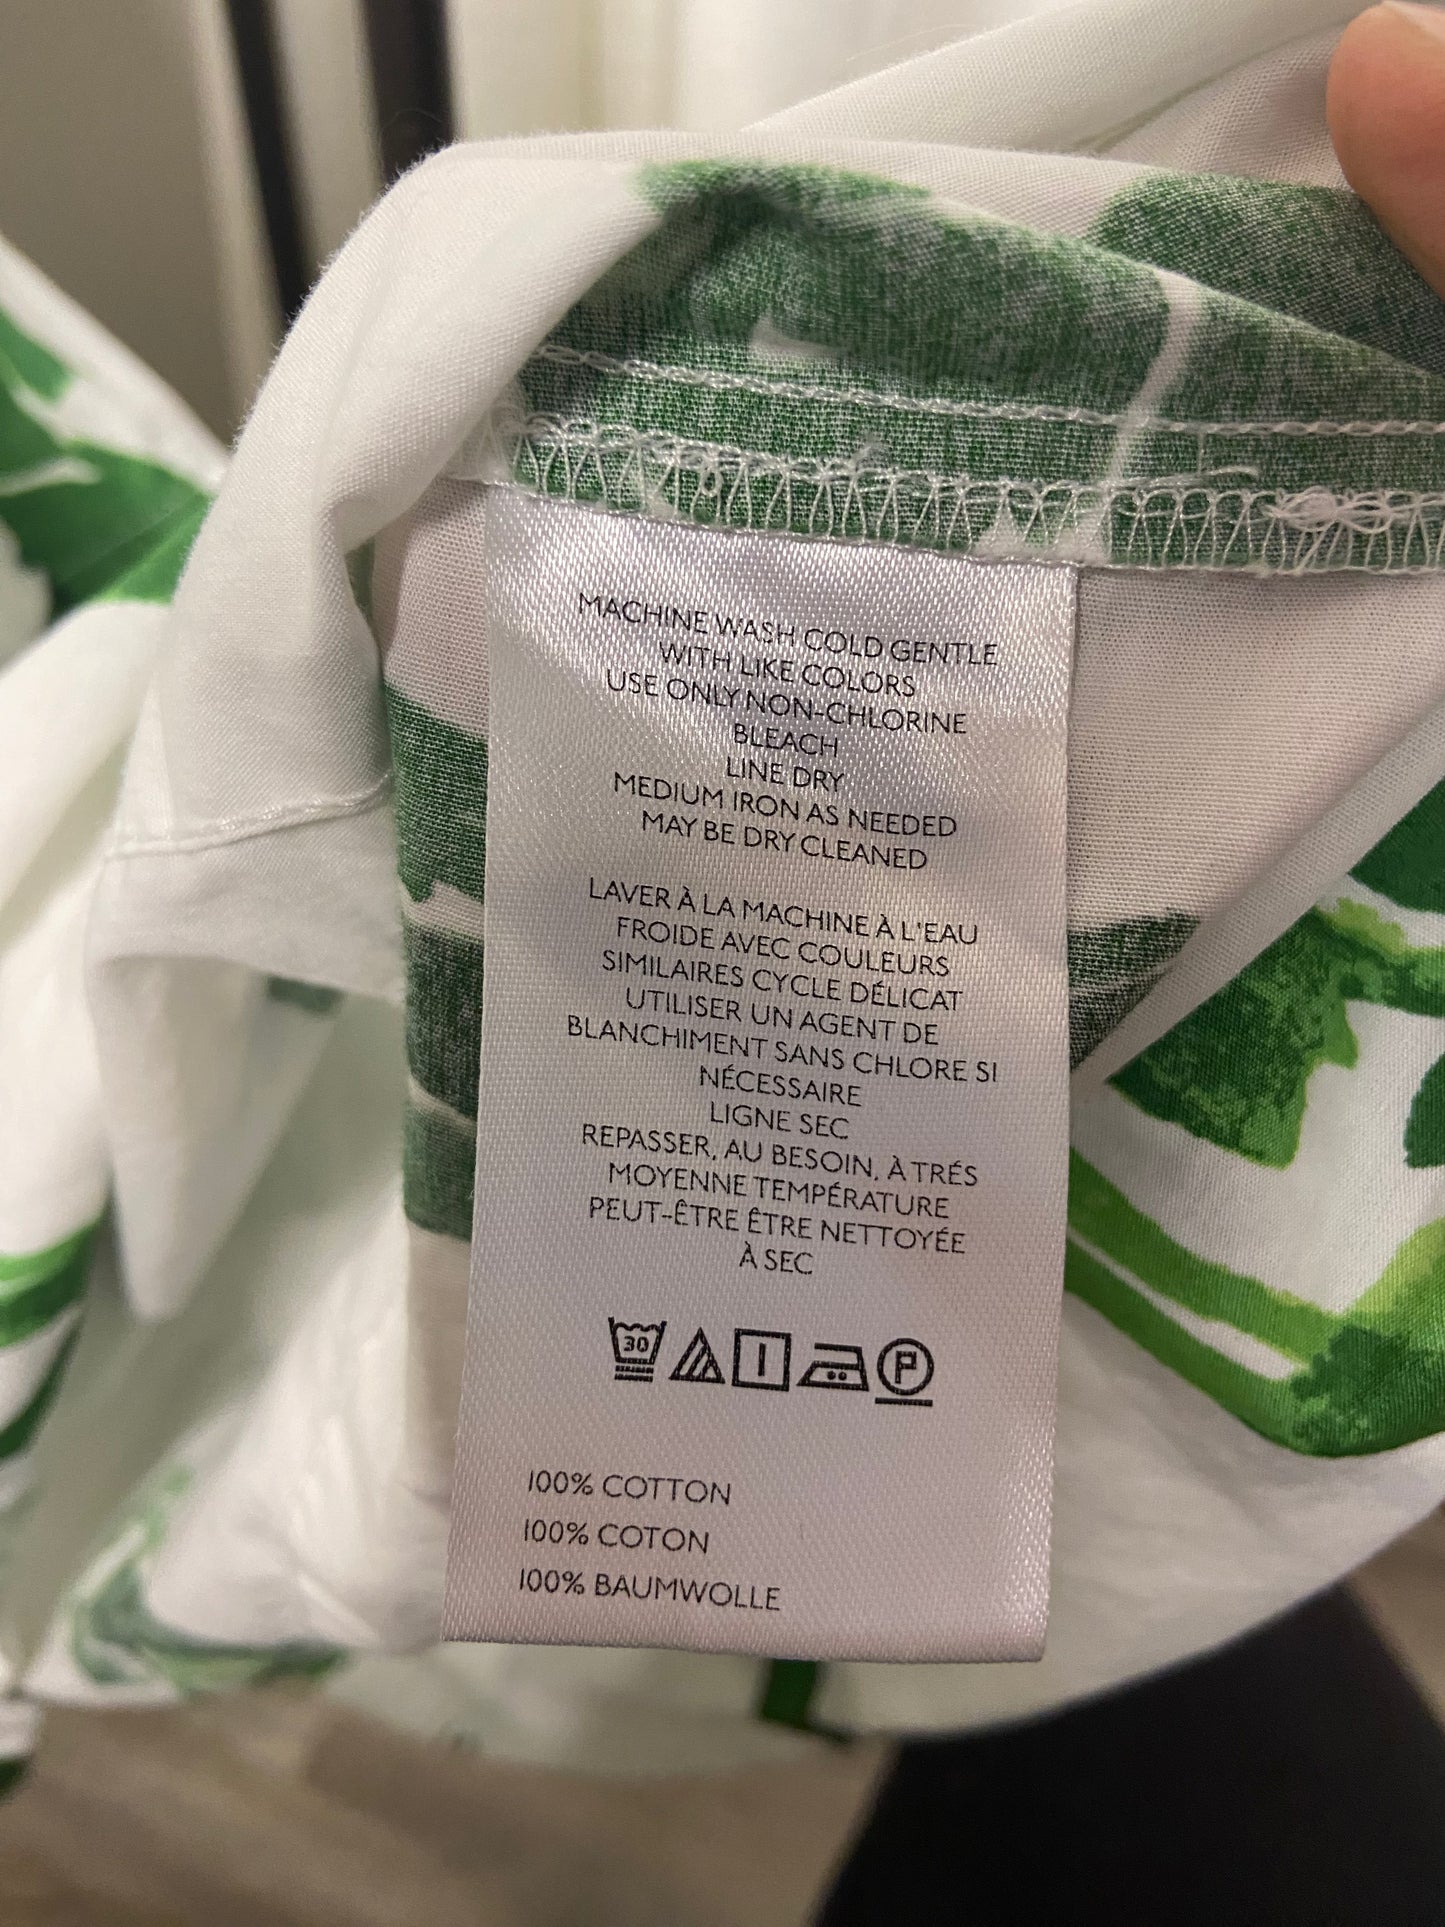 MACHINE WASH COLD GENTLE
WITH LIKE COLORS
USE ONLY NON-CHLORINE
BLEACH
LINE DRY
MEDIUM IRON AS NEEDED
MAY BE DRY CLEANED
LAVER À LA MACHINE À L'EAU
FROIDE AVEC COULEURS
SIMILAIRES CYCLE DÉLICAT
UTILISER UN AGENT DE
BLANCHIMENT SANS CHLORE SI
NÉCESSAIRE
LIGNE SEC
REPASSER, AU BESOIN, À TRÉS
MOYENNE TEMPÉRATURE
PEUT-ÊTRE ÊTRE NETTOYÉE
À SEC
30 P
100% COTTON
100% COTON
100% BAUMWOLLE